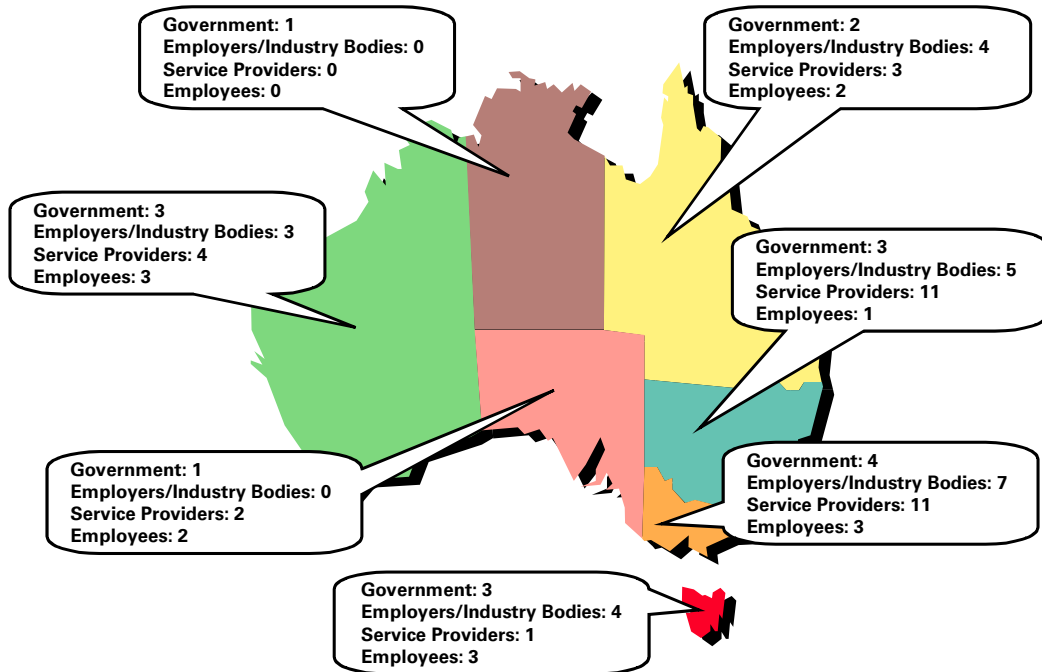 Government: 1
Employers/Industry Bodies: 0
Service Providers: 0
Employees: 0
Government: 2
Employers/Industry Bodies: 4
Service Providers: 3
Employees: 2
Government: 3
Employers/Industry Bodies: 3
Service Providers: 4
Employees: 3
Government: 3
Employers/Industry Bodies: 5
Service Providers: 11
Employees: 1
Government: 1
Employers/Industry Bodies: 0
Service Providers: 2
Employees: 2
Government: 4
Employers/Industry Bodies: 7
Service Providers: 11
Employees: 3
Government: 3
Employers/Industry Bodies: 4
Service Providers: 1
Employees: 3